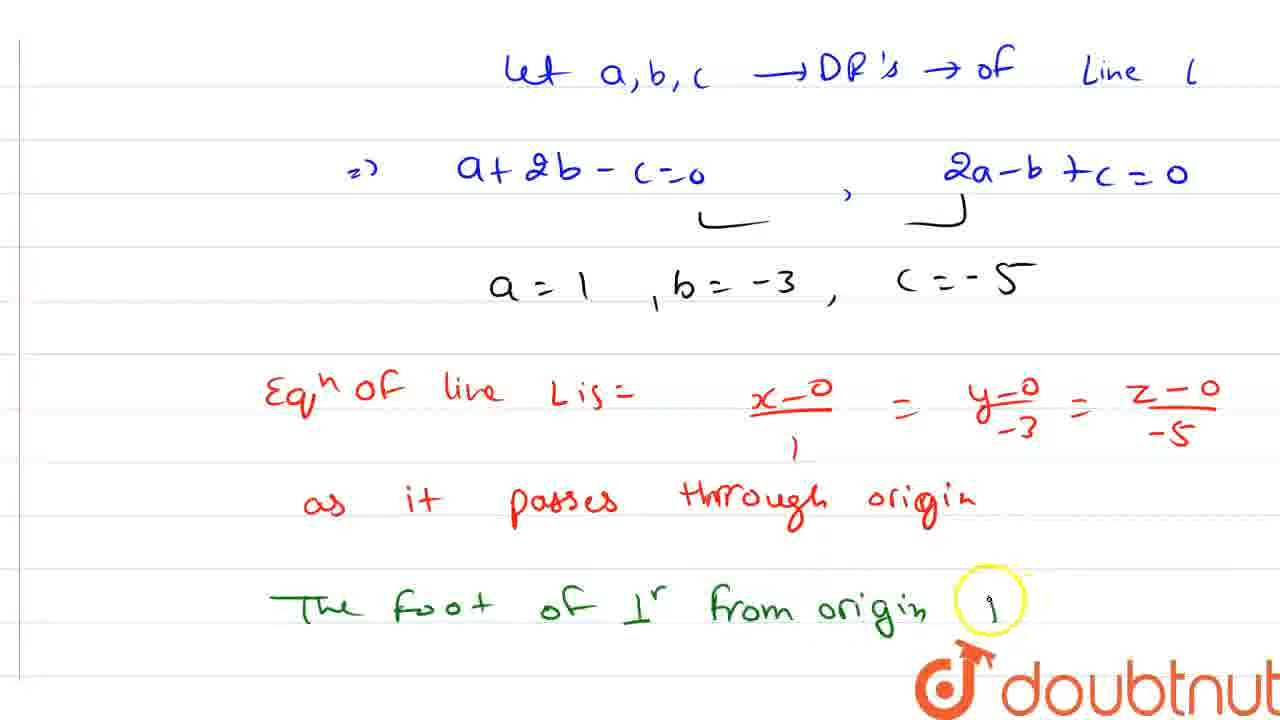 Let a, b, c → DR's → of Line L
=> a + 2b - c = 0 , 2a - b + c = 0
a = 1 , b = -3 , c = -5
Eqⁿ of line L is = x-0/1 = y-0/-3 = z-0/-5
as it passes through origin
The foot of ⊥ʳ from origin
doubtnut